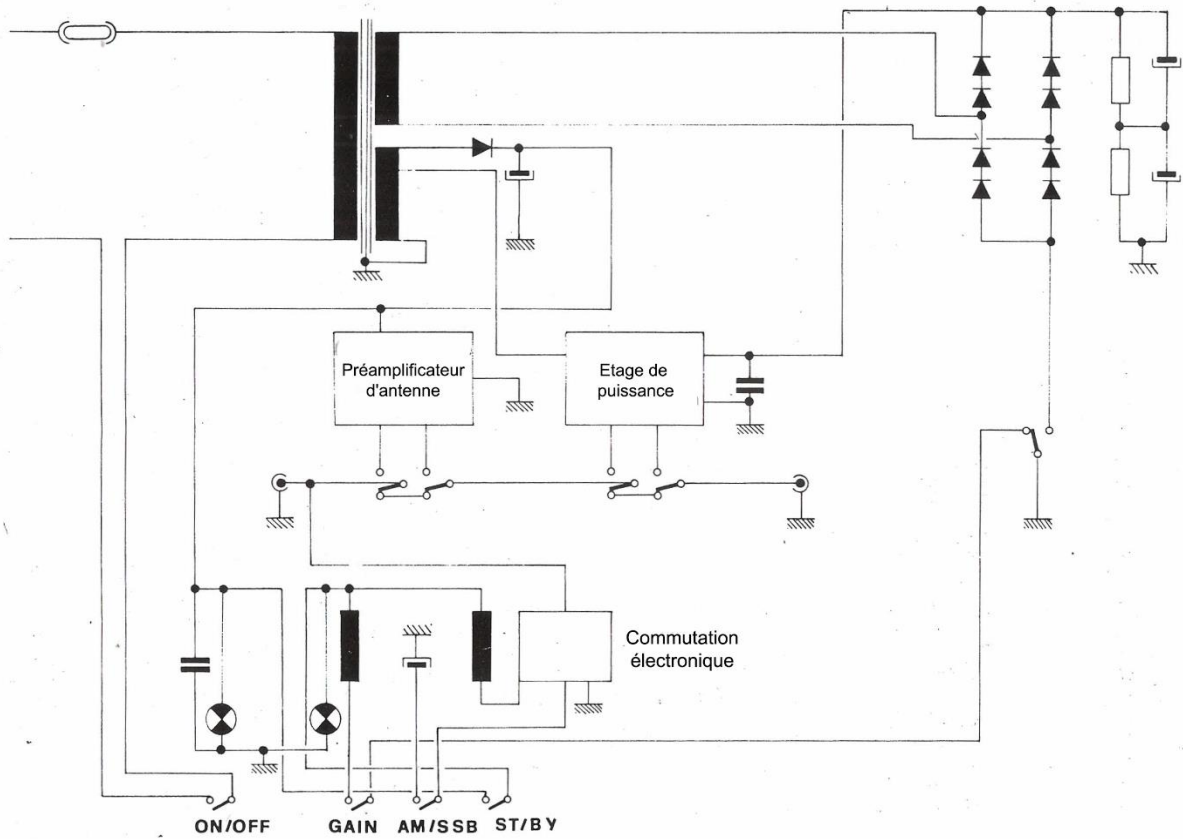 Préamplificateur
d'antenne
Etage de
puissance
Commutation
électronique
ON/OFF GAIN AM/SSB ST/BY